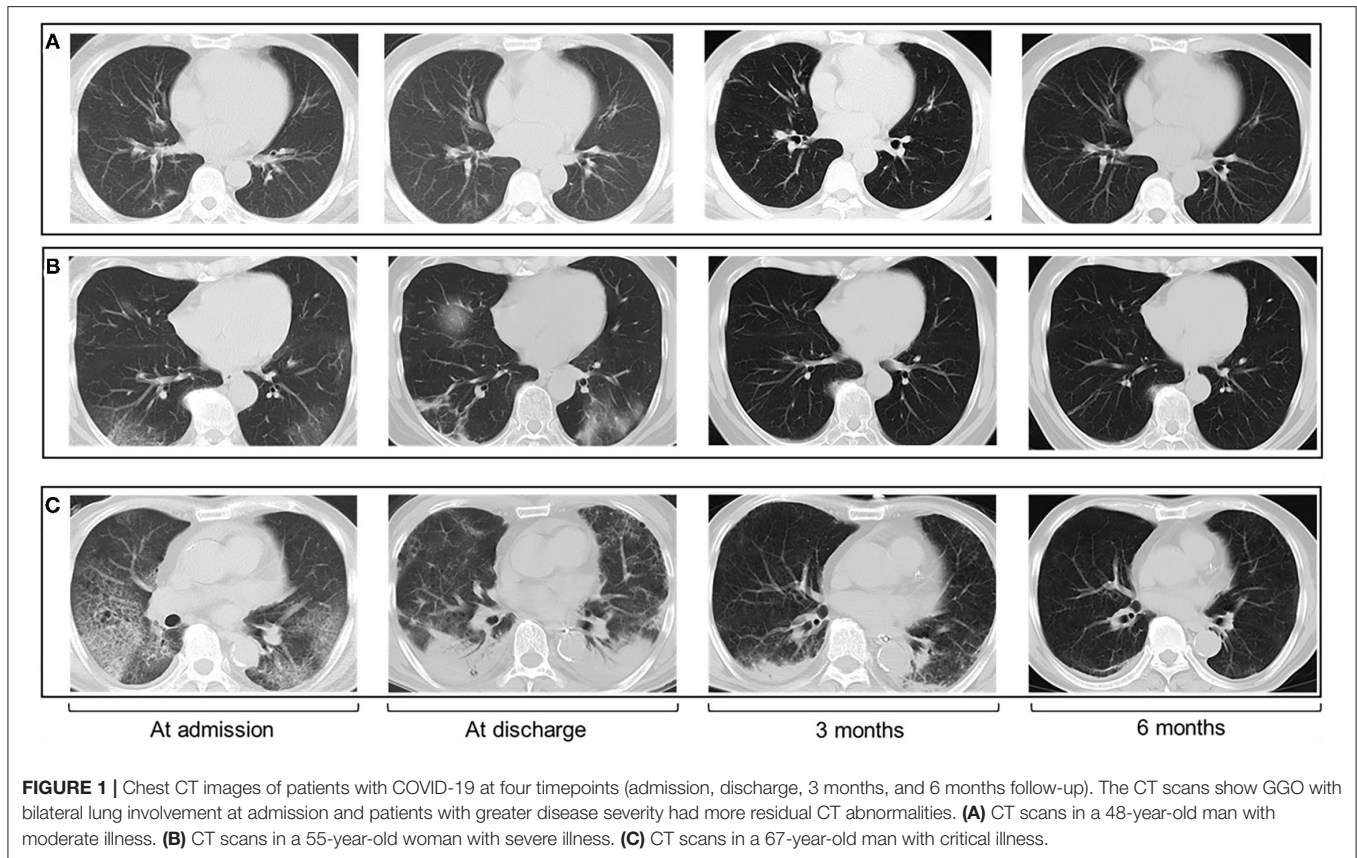 A
B
C
At admission
At discharge
3 months
6 months
FIGURE 1 | Chest CT images of patients with COVID-19 at four timepoints (admission, discharge, 3 months, and 6 months follow-up). The CT scans show GGO with
bilateral lung involvement at admission and patients with greater disease severity had more residual CT abnormalities. (A) CT scans in a 48-year-old man with
moderate illness. (B) CT scans in a 55-year-old woman with severe illness. (C) CT scans in a 67-year-old man with critical illness.